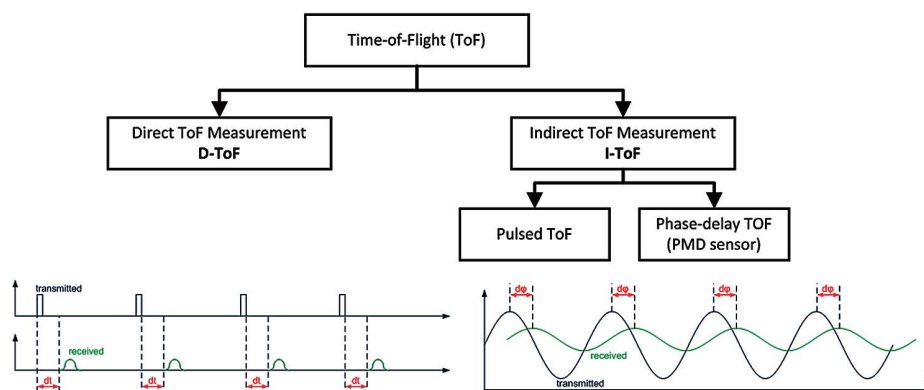 Time-of-Flight (ToF)
Direct ToF Measurement
D-ToF
Indirect ToF Measurement
I-ToF
Pulsed ToF
Phase-delay TOF
(PMD sensor)
transmitted
received
dt
dt
dt
dt
dφ
dφ
dφ
dφ
received
transmitted